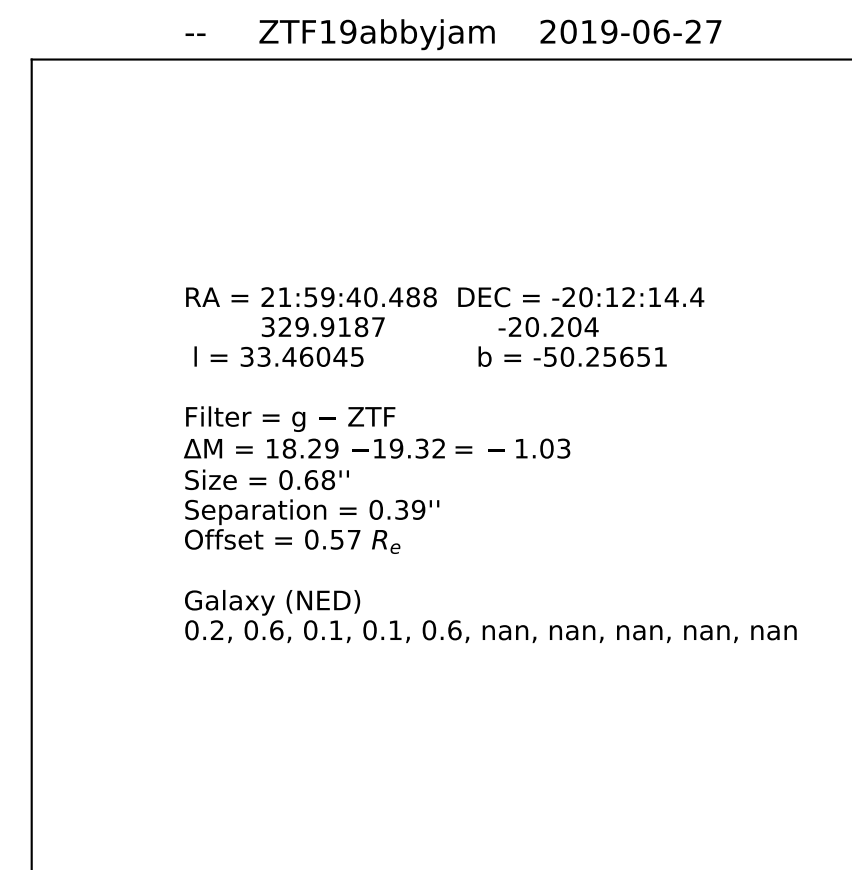 -- ZTF19abbyjam 2019-06-27
RA = 21:59:40.488 DEC = -20:12:14.4
329.9187 -20.204
l = 33.46045 b = -50.25651
Filter = g − ZTF
ΔM = 18.29 −19.32 = − 1.03
Size = 0.68''
Separation = 0.39''
Offset = 0.57 Rₑ
Galaxy (NED)
0.2, 0.6, 0.1, 0.1, 0.6, nan, nan, nan, nan, nan